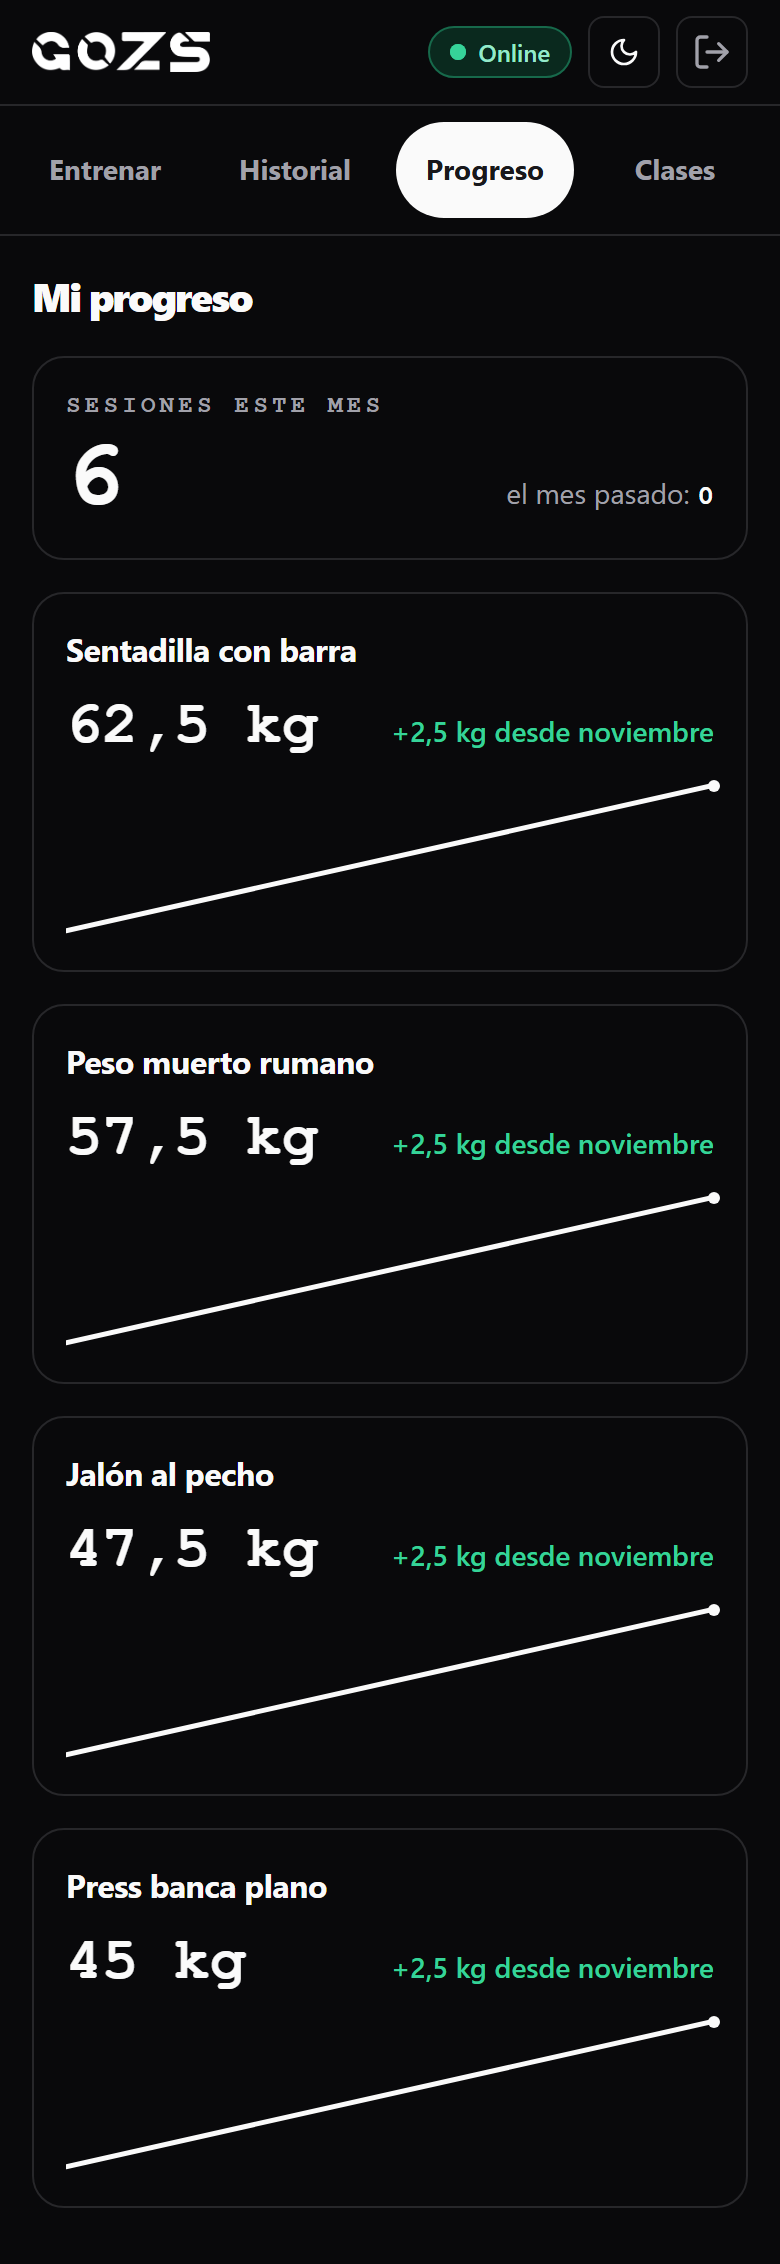 GOZS
Online
Entrenar Historial Progreso Clases
Mi progreso
SESIONES ESTE MES
6
el mes pasado: 0
Sentadilla con barra
62,5 kg
+2,5 kg desde noviembre
Peso muerto rumano
57,5 kg
+2,5 kg desde noviembre
Jalón al pecho
47,5 kg
+2,5 kg desde noviembre
Press banca plano
45 kg
+2,5 kg desde noviembre